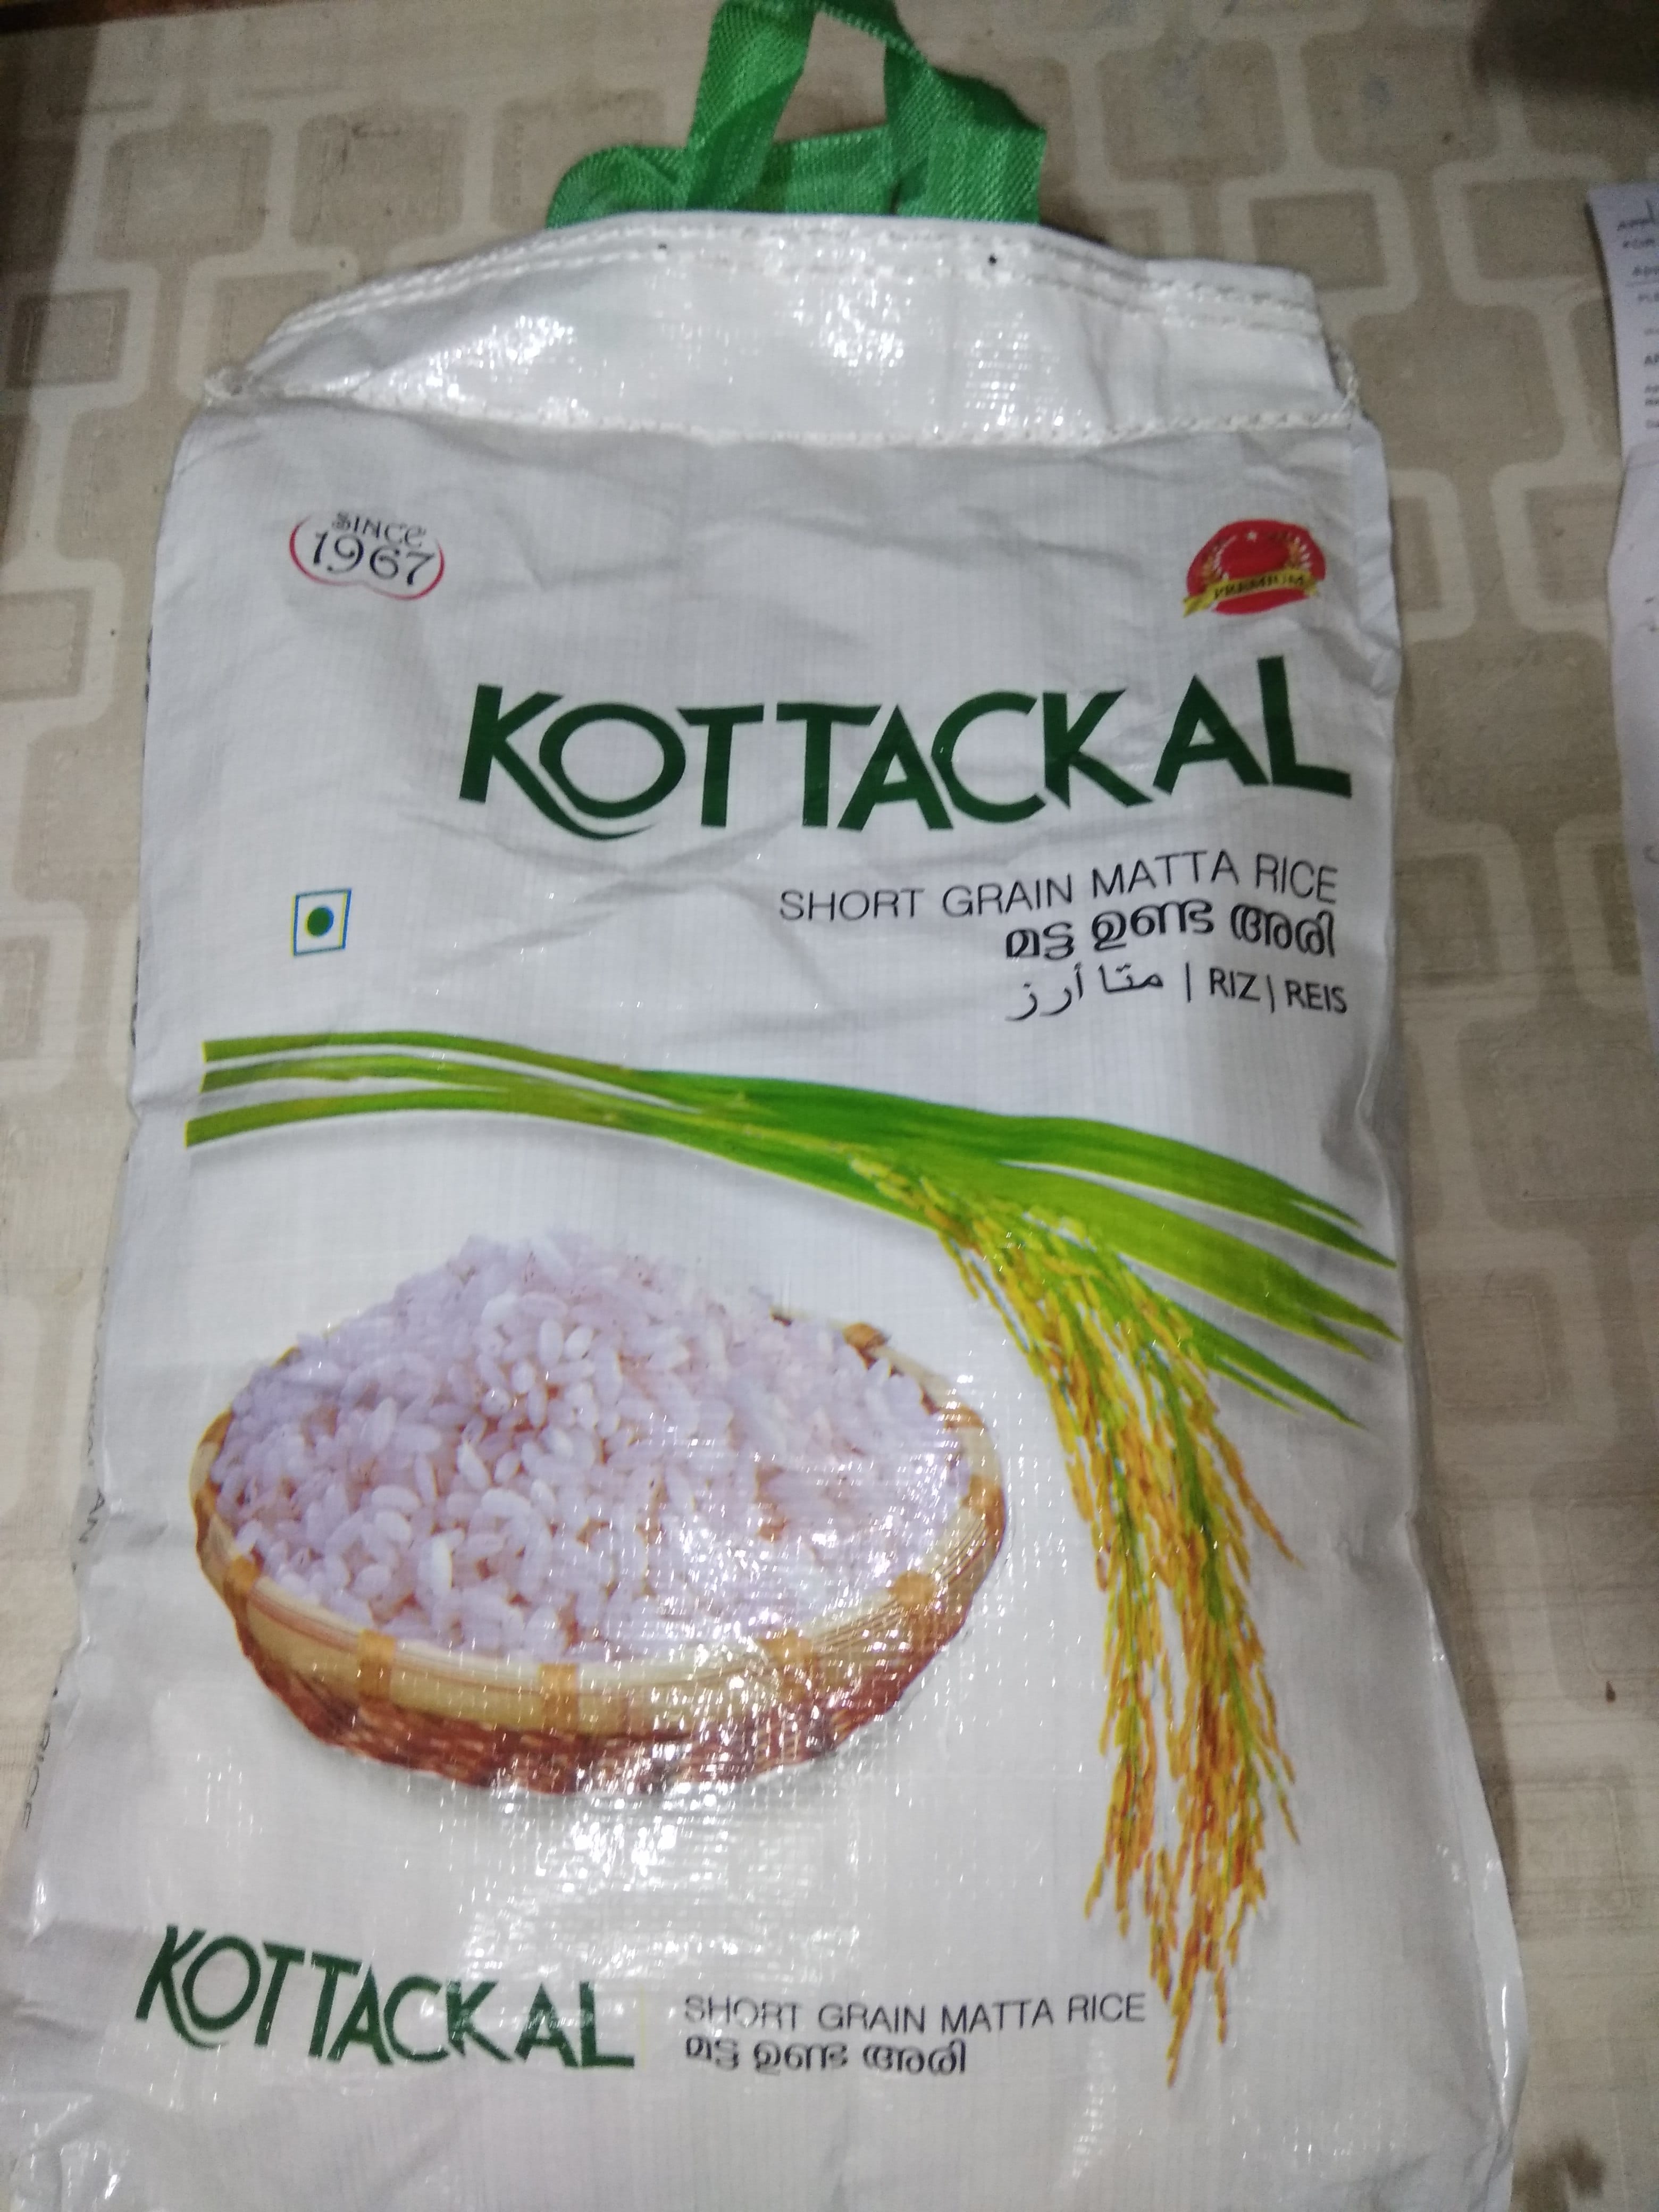 SINCE
1967
PREMIUM
KOTTACKAL
SHORT GRAIN MATTA RICE
മട്ട ഉണ്ട അരി
متا أرز | RIZ | REIS
KOTTACKAL
SHORT GRAIN MATTA RICE
മട്ട ഉണ്ട അരി